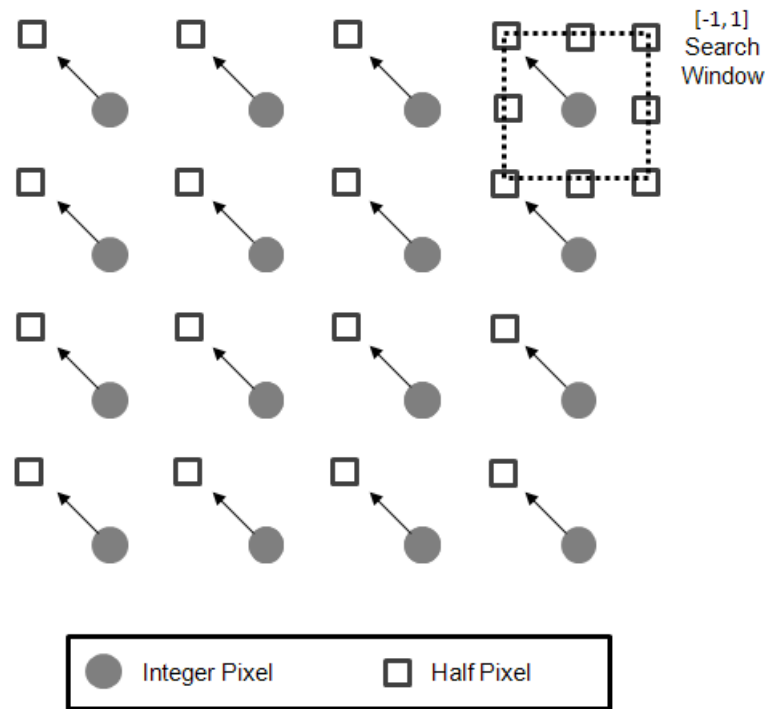 [-1,1]
Search
Window
Integer Pixel
Half Pixel